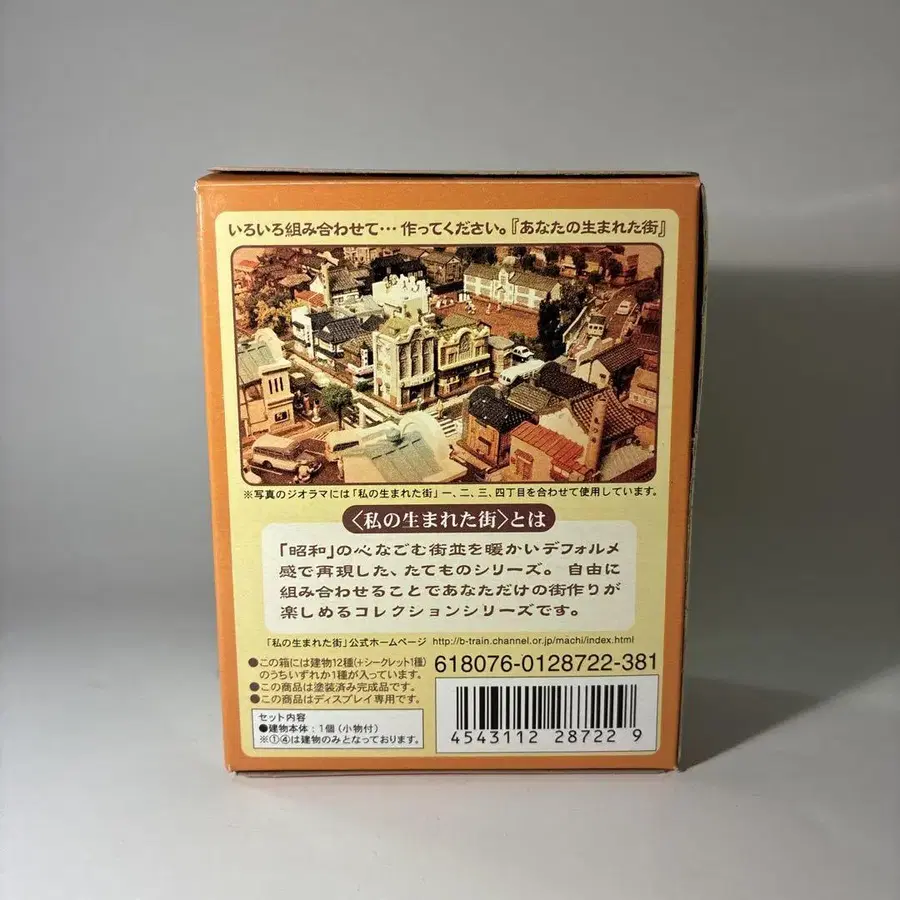 いろいろ組み合わせて…作ってください。『あなたの生まれた街』
※写真のジオラマには「私の生まれた街」一、二、三、四丁目を合わせて使用しています。
〈私の生まれた街〉とは
「昭和」の心なごむ街並を暖かいデフォルメ
感で再現した、たてものシリーズ。自由に
組み合わせることであなただけの街作りが
楽しめるコレクションシリーズです。
「私の生まれた街」公式ホームページ http://b-train.channel.or.jp/machi/index.html
●この箱には建物12種(+シークレット1種)
のうちいずれか1種が入っています。
●この商品は塗装済み完成品です。
●この商品はディスプレイ専用です。
618076-0128722-381
セット内容
●建物本体：1個（小物付）
※①④は建物のみとなっております。
4543112 287229